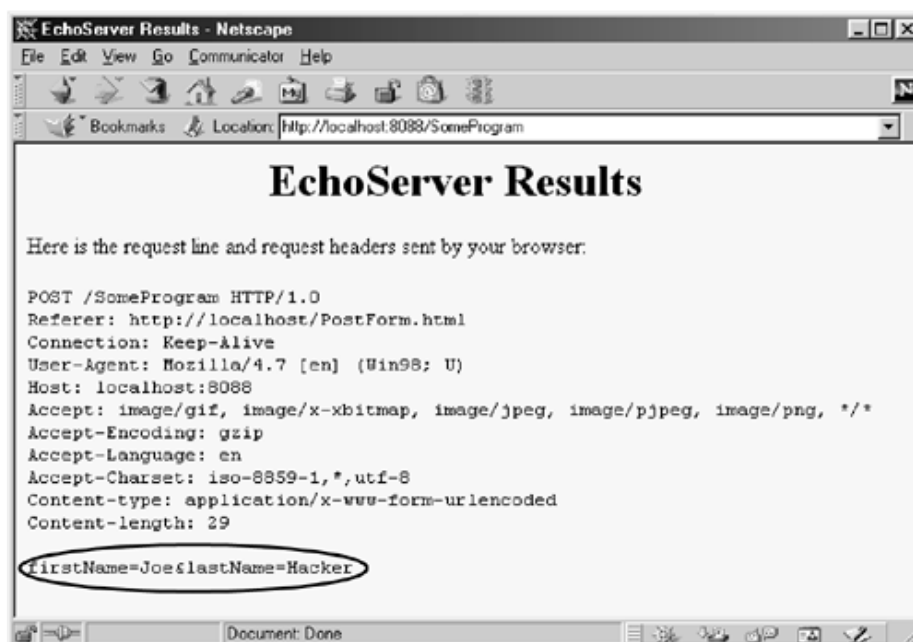 EchoServer Results - Netscape
File Edit View Go Communicator Help
Bookmarks Location: http://localhost:8088/SomeProgram
EchoServer Results
Here is the request line and request headers sent by your browser:
POST /SomeProgram HTTP/1.0
Referer: http://localhost/PostForm.html
Connection: Keep-Alive
User-Agent: Mozilla/4.7 [en] (Win98; U)
Host: localhost:8088
Accept: image/gif, image/x-xbitmap, image/jpeg, image/pjpeg, image/png, */*
Accept-Encoding: gzip
Accept-Language: en
Accept-Charset: iso-8859-1,*,utf-8
Content-type: application/x-www-form-urlencoded
Content-length: 29
firstName=Joe&lastName=Hacker
Document: Done